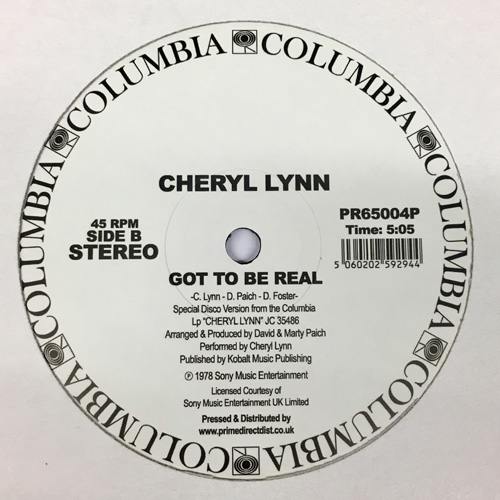 COLUMBIA COLUMBIA COLUMBIA COLUMBIA COLUMBIA COLUMBIA
CHERYL LYNN
45 RPM
SIDE B
STEREO
PR65004P
Time: 5:05
5 060202 592944
GOT TO BE REAL
-C. Lynn - D. Paich - D. Foster-
Special Disco Version from the Columbia
Lp "CHERYL LYNN" JC 35486
Arranged & Produced by David & Marty Paich
Performed by Cheryl Lynn
Published by Kobalt Music Publishing
℗ 1978 Sony Music Entertainment
Licensed Courtesy of
Sony Music Entertainment UK Limited
Pressed & Distributed by
www.primedirectdist.co.uk